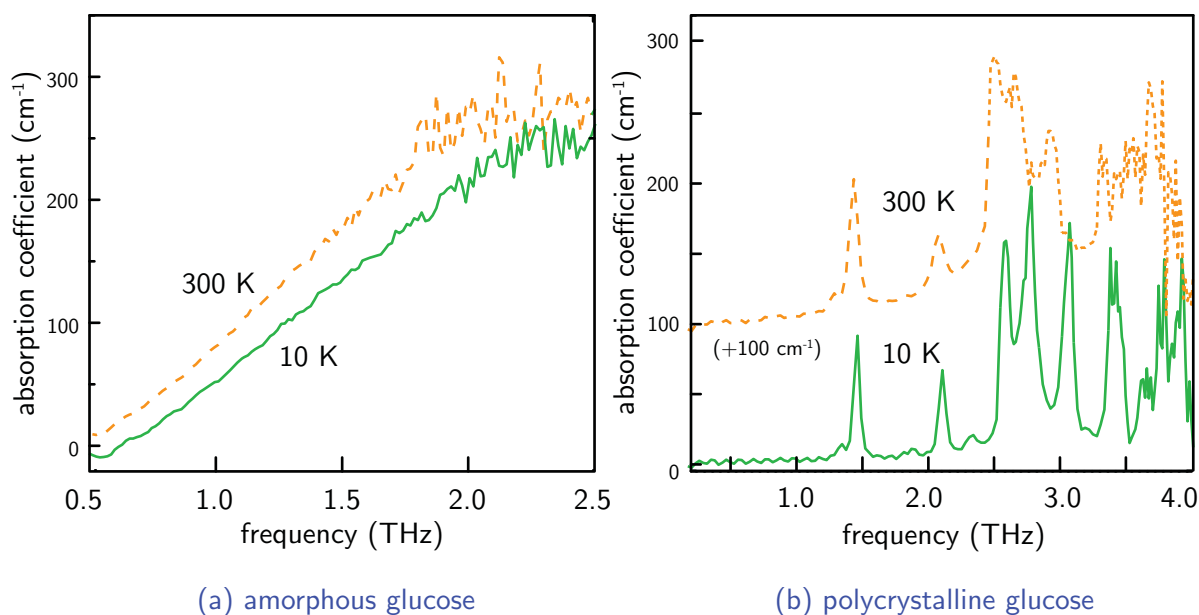 absorption coefficient (cm⁻¹)
300
200
100
0
300 K
10 K
0.5
1.0
1.5
2.0
2.5
frequency (THz)
(a) amorphous glucose
absorption coefficient (cm⁻¹)
300
200
100
0
300 K
(+100 cm⁻¹)
10 K
1.0
2.0
3.0
4.0
frequency (THz)
(b) polycrystalline glucose